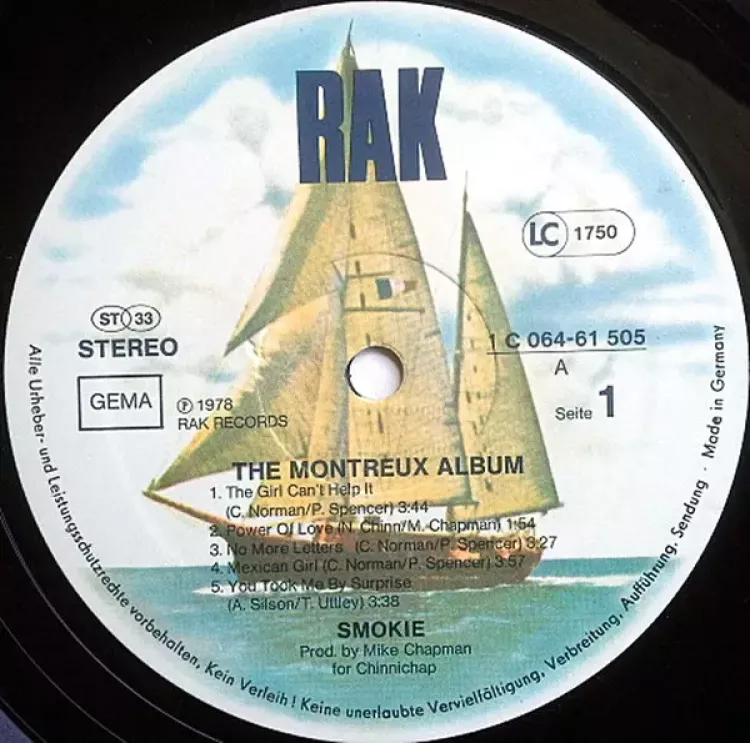 RAK
LC 1750
ST 33
STEREO
1 C 064-61 505
A
GEMA
Ⓟ 1978
RAK RECORDS
Seite 1
THE MONTREUX ALBUM
1. The Girl Can't Help It
(C. Norman/P. Spencer) 3:44
2. Power Of Love (N. Chinn/M. Chapman) 1:54
3. No More Letters (C. Norman/P. Spencer) 3:27
4. Mexican Girl (C. Norman/P. Spencer) 3:57
5. You Took Me By Surprise
(A. Silson/T. Uttley) 3:38
SMOKIE
Prod. by Mike Chapman
for Chinnichap
Alle Urheber- und Leistungsschutzrechte vorbehalten, Kein Verleih! Keine unerlaubte Vervielfältigung, Verbreitung, Aufführung, Sendung · Made in Germany